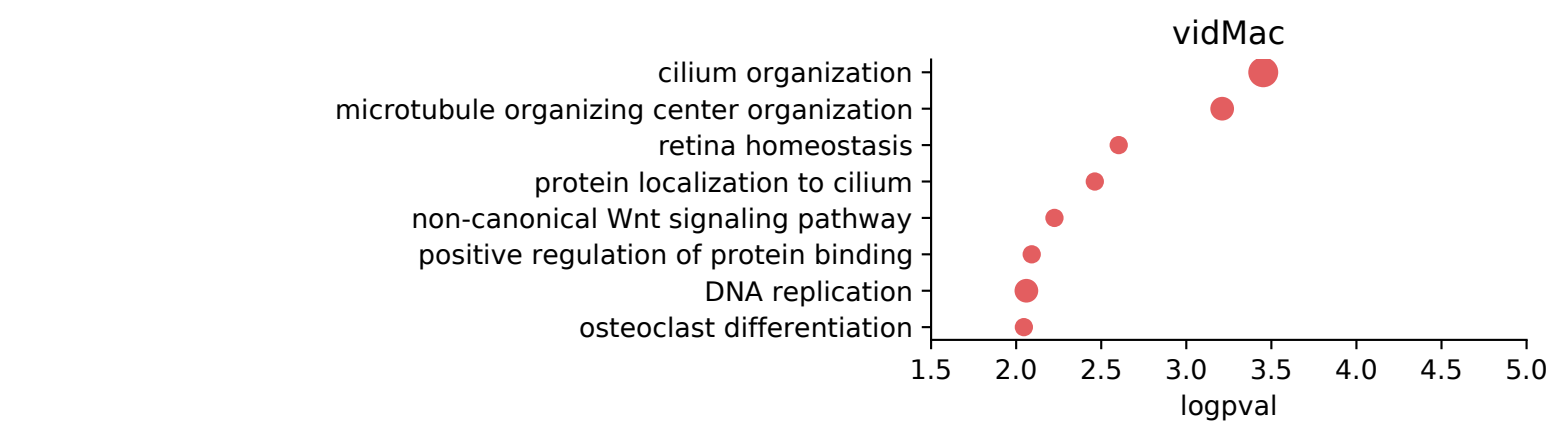 vidMac
cilium organization
microtubule organizing center organization
retina homeostasis
protein localization to cilium
non-canonical Wnt signaling pathway
positive regulation of protein binding
DNA replication
osteoclast differentiation
1.5 2.0 2.5 3.0 3.5 4.0 4.5 5.0
logpval